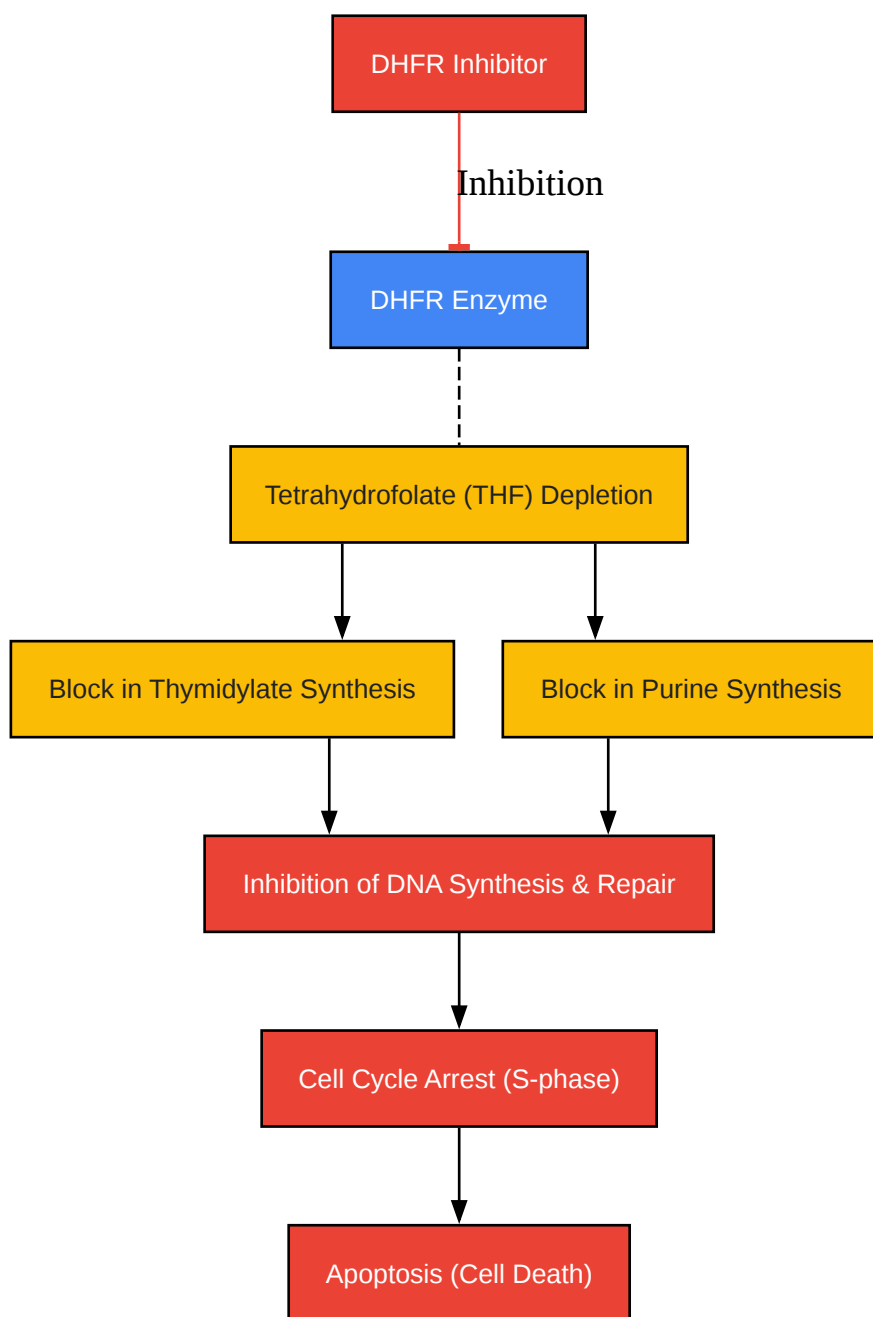 DHFR Inhibitor
Inhibition
DHFR Enzyme
Tetrahydrofolate (THF) Depletion
Block in Thymidylate Synthesis
Block in Purine Synthesis
Inhibition of DNA Synthesis & Repair
Cell Cycle Arrest (S-phase)
Apoptosis (Cell Death)